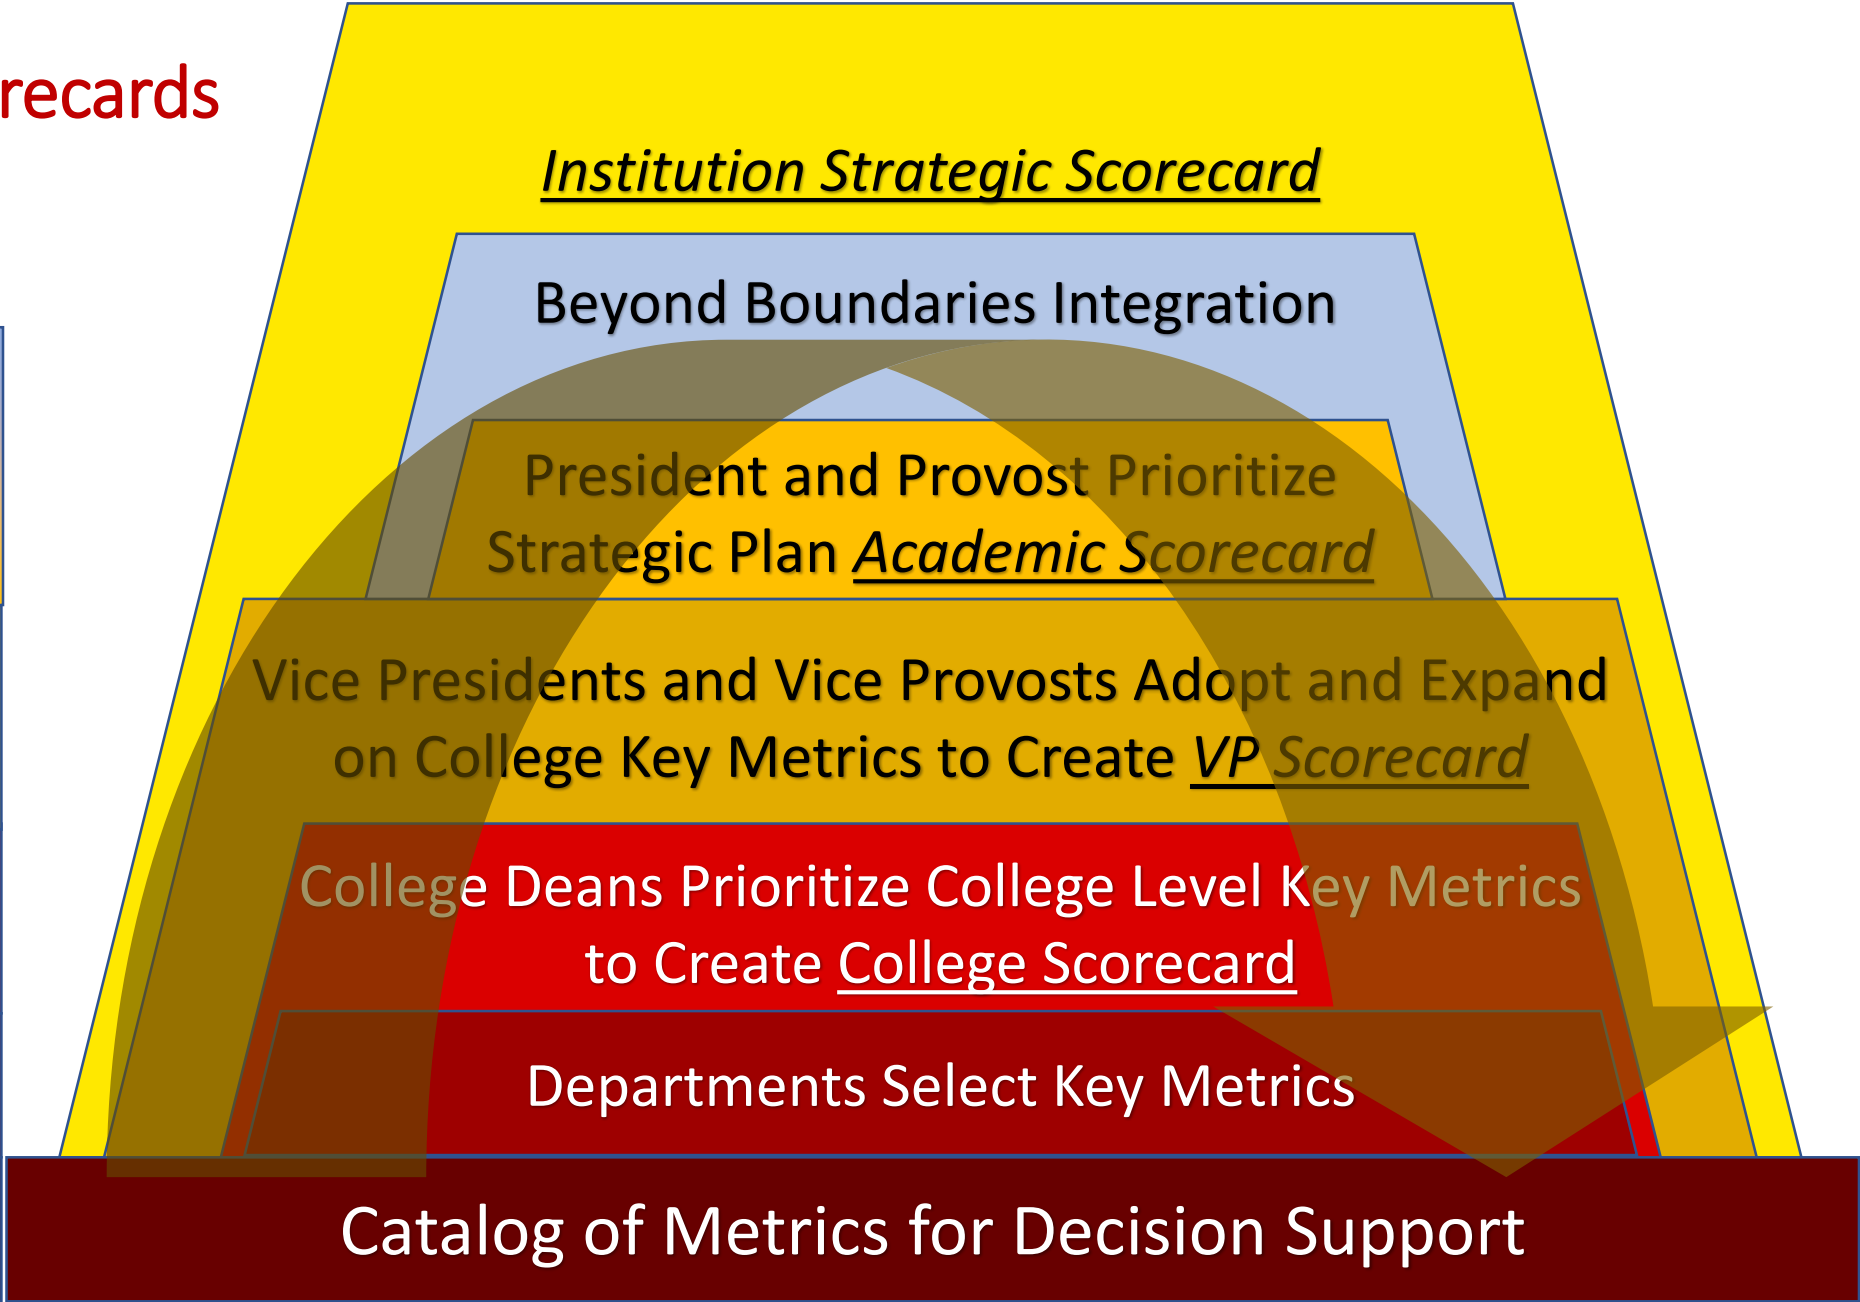 recards
Institution Strategic Scorecard
Beyond Boundaries Integration
President and Provost Prioritize
Strategic Plan Academic Scorecard
Vice Presidents and Vice Provosts Adopt and Expand
on College Key Metrics to Create VP Scorecard
College Deans Prioritize College Level Key Metrics
to Create College Scorecard
Departments Select Key Metrics
Catalog of Metrics for Decision Support